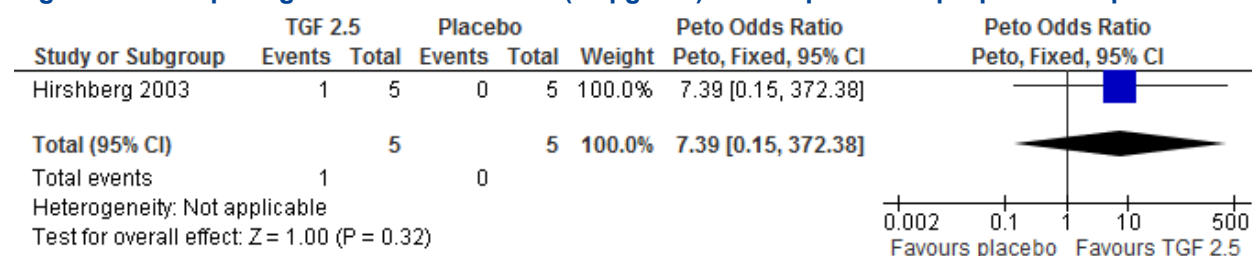 TGF 2.5 Placebo Peto Odds Ratio Peto Odds Ratio
Study or Subgroup Events Total Events Total Weight Peto, Fixed, 95% CI Peto, Fixed, 95% CI
Hirshberg 2003 1 5 0 5 100.0% 7.39 [0.15, 372.38]
Total (95% CI) 5 5 100.0% 7.39 [0.15, 372.38]
Total events 1 0
Heterogeneity: Not applicable
Test for overall effect: Z = 1.00 (P = 0.32)
0.002 0.1 1 10 500
Favours placebo Favours TGF 2.5